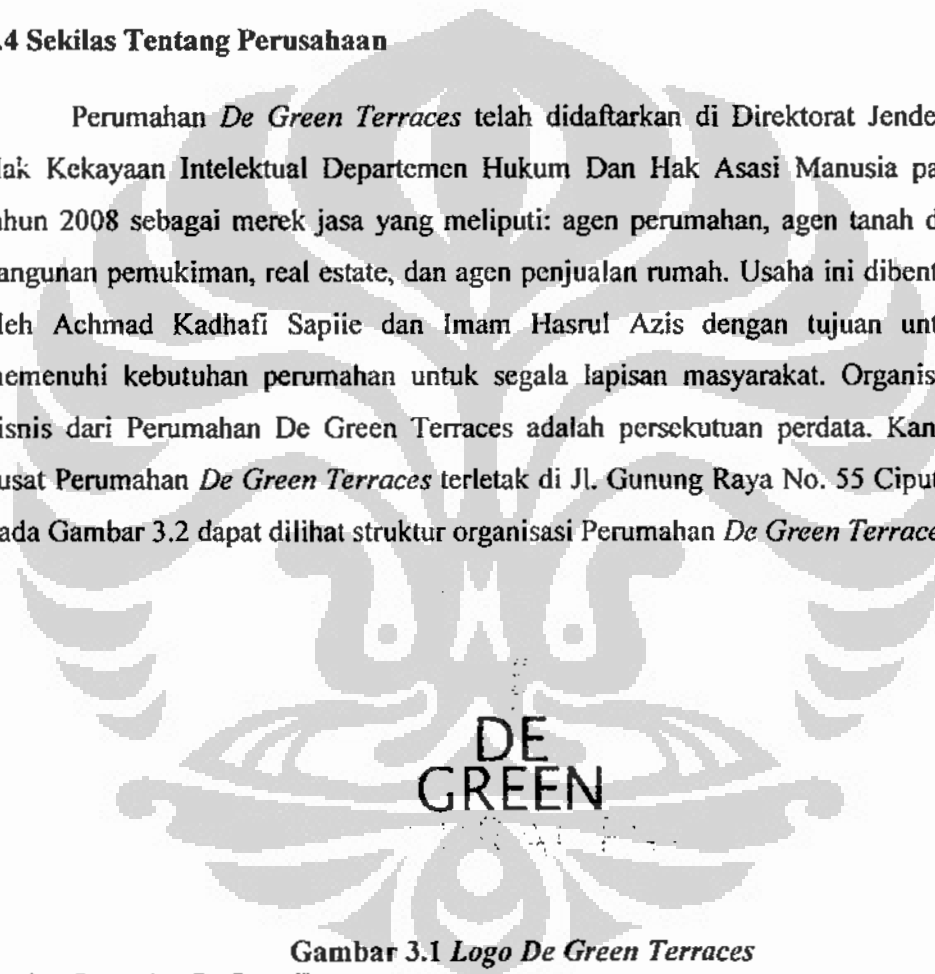 .4 Sekilas Tentang Perusahaan
Perumahan De Green Terraces telah didaftarkan di Direktorat Jende
Hak Kekayaan Intelektual Departemen Hukum Dan Hak Asasi Manusia pa
ahun 2008 sebagai merek jasa yang meliputi: agen perumahan, agen tanah d
angunan pemukiman, real estate, dan agen penjualan rumah. Usaha ini dibent
leh Achmad Kadhafi Sapiie dan Imam Hasrul Azis dengan tujuan unt
nemenuhi kebutuhan perumahan untuk segala lapisan masyarakat. Organis
isnis dari Perumahan De Green Terraces adalah persekutuan perdata. Kan
usat Perumahan De Green Terraces terletak di Jl. Gunung Raya No. 55 Ciput
ada Gambar 3.2 dapat dilihat struktur organisasi Perumahan De Green Terrace
DE
GREEN
Gambar 3.1 Logo De Green Terraces